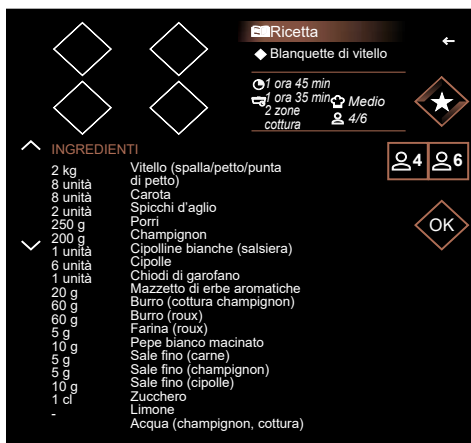 Ricetta
Blanquette di vitello
1 ora 45 min
1 ora 35 min
2 zone
cottura
Medio
4/6
INGREDIENTI
4
6
OK
2 kg
8 unità
8 unità
2 unità
250 g
200 g
1 unità
6 unità
1 unità
20 g
60 g
60 g
5 g
10 g
5 g
5 g
10 g
1 cl
-
Vitello (spalla/petto/punta
di petto)
Carota
Spicchi d'aglio
Porri
Champignon
Cipolline bianche (salsiera)
Cipolle
Chiodi di garofano
Mazzetto di erbe aromatiche
Burro (cottura champignon)
Burro (roux)
Farina (roux)
Pepe bianco macinato
Sale fino (carne)
Sale fino (champignon)
Sale fino (cipolle)
Zucchero
Limone
Acqua (champignon, cottura)